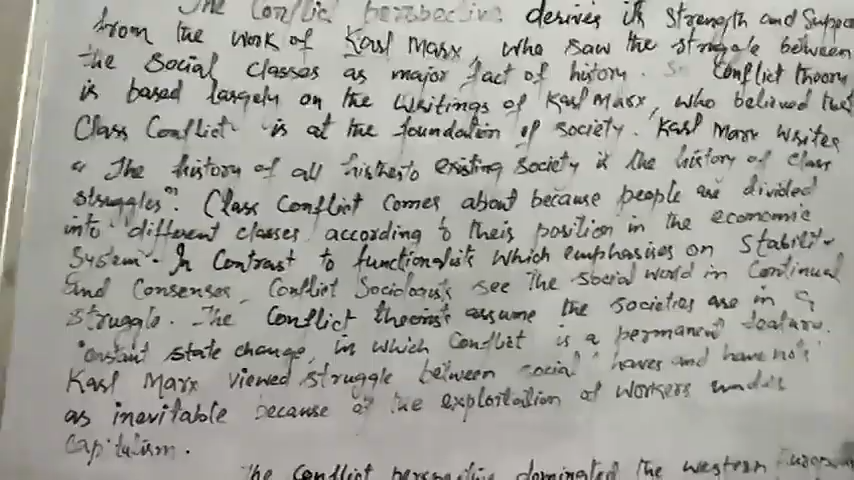 The Conflict perspective derives its strength and Suppo
from the work of Karl Marx, who saw the struggle between
the Social classes as major fact of history. Conflict theory
is based largely on the writings of Karl Marx, who believed that
Class Conflict is at the foundation of society. Karl Marx writes
" The history of all hitherto existing society is the history of class
struggles". Class Conflict comes about because people are divided
into different classes according to their position in the economic
System. In Contrast to functionalists which emphasises on stability
and consenses, Conflict Sociologists see the social world in Continual
struggle. The Conflict theorist assume the societies are in a
constant state change, in which Conflict is a permanent feature.
Karl Marx viewed struggle between social haves and have nots
as inevitable because of the exploitation of workers under
Capitalism.
The Conflict perspective dominated the western